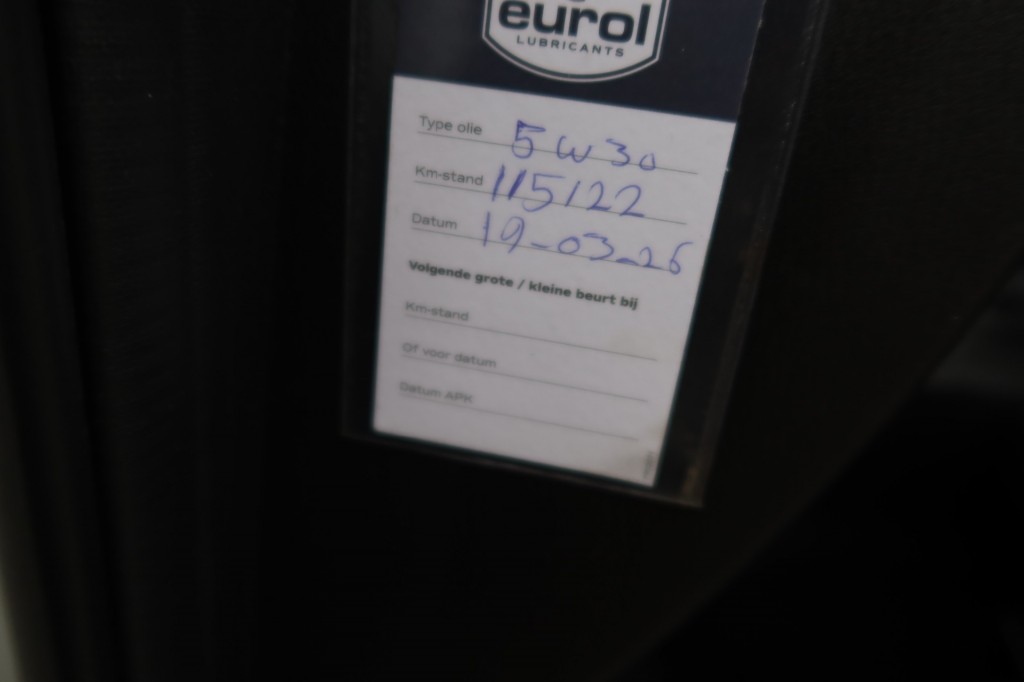 eurol
LUBRICANTS
Type olie 5W30
Km-stand 115122
Datum 19-03-26
Volgende grote / kleine beurt bij
Km-stand
Of voor datum
Datum APK